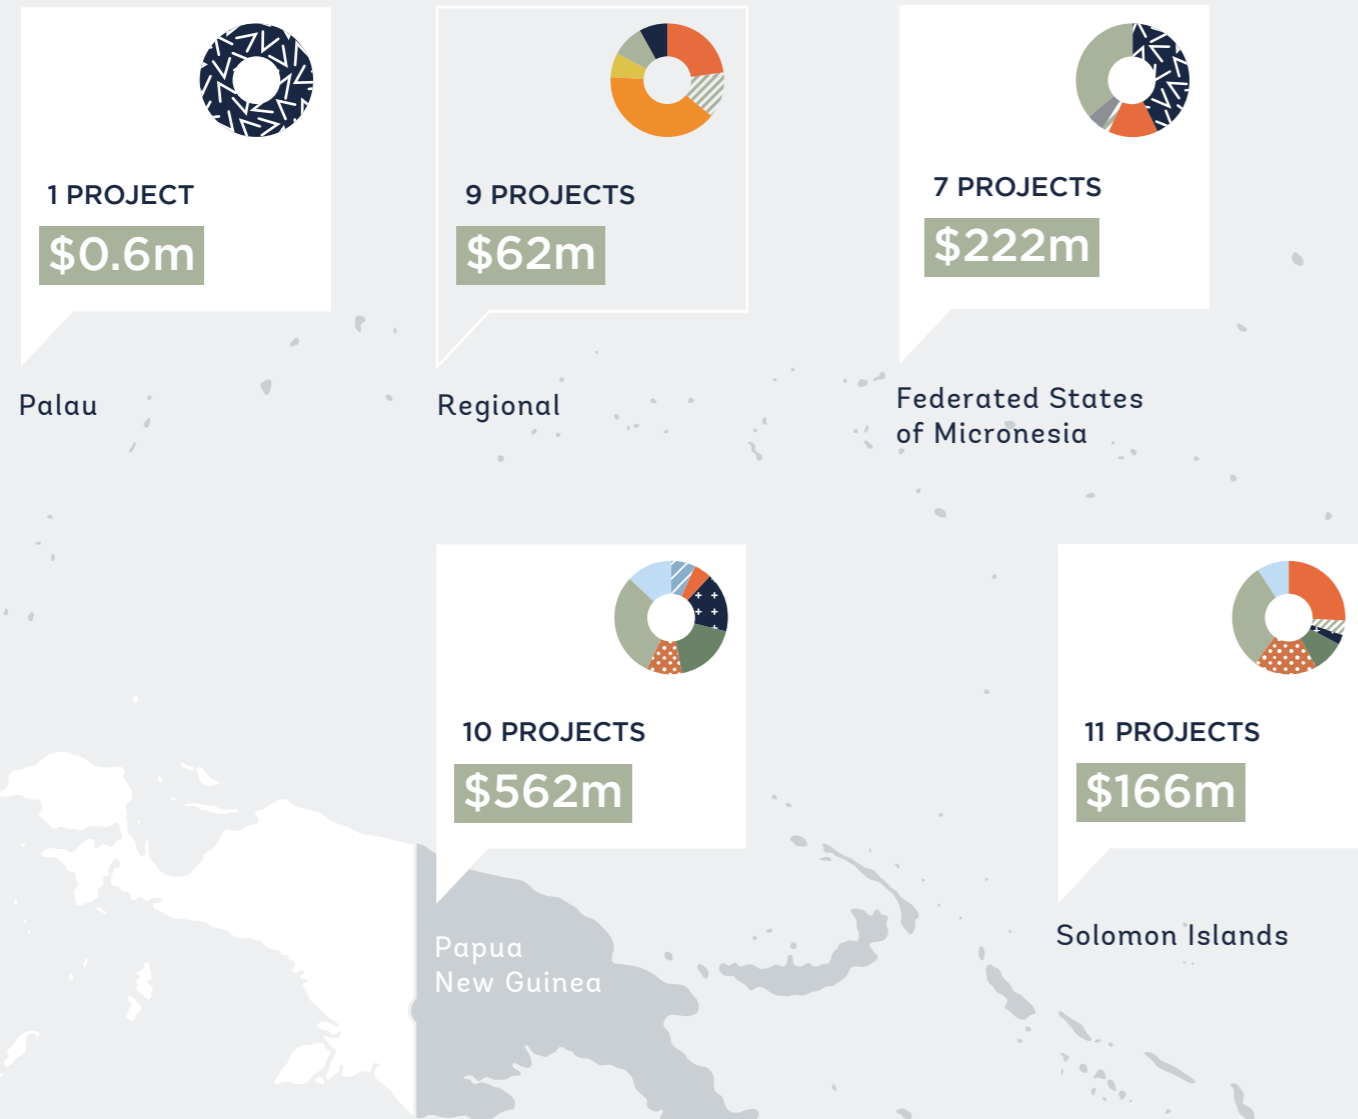 1 PROJECT
$0.6m
Palau
9 PROJECTS
$62m
Regional
7 PROJECTS
$222m
Federated States
of Micronesia
10 PROJECTS
$562m
Papua
New Guinea
11 PROJECTS
$166m
Solomon Islands